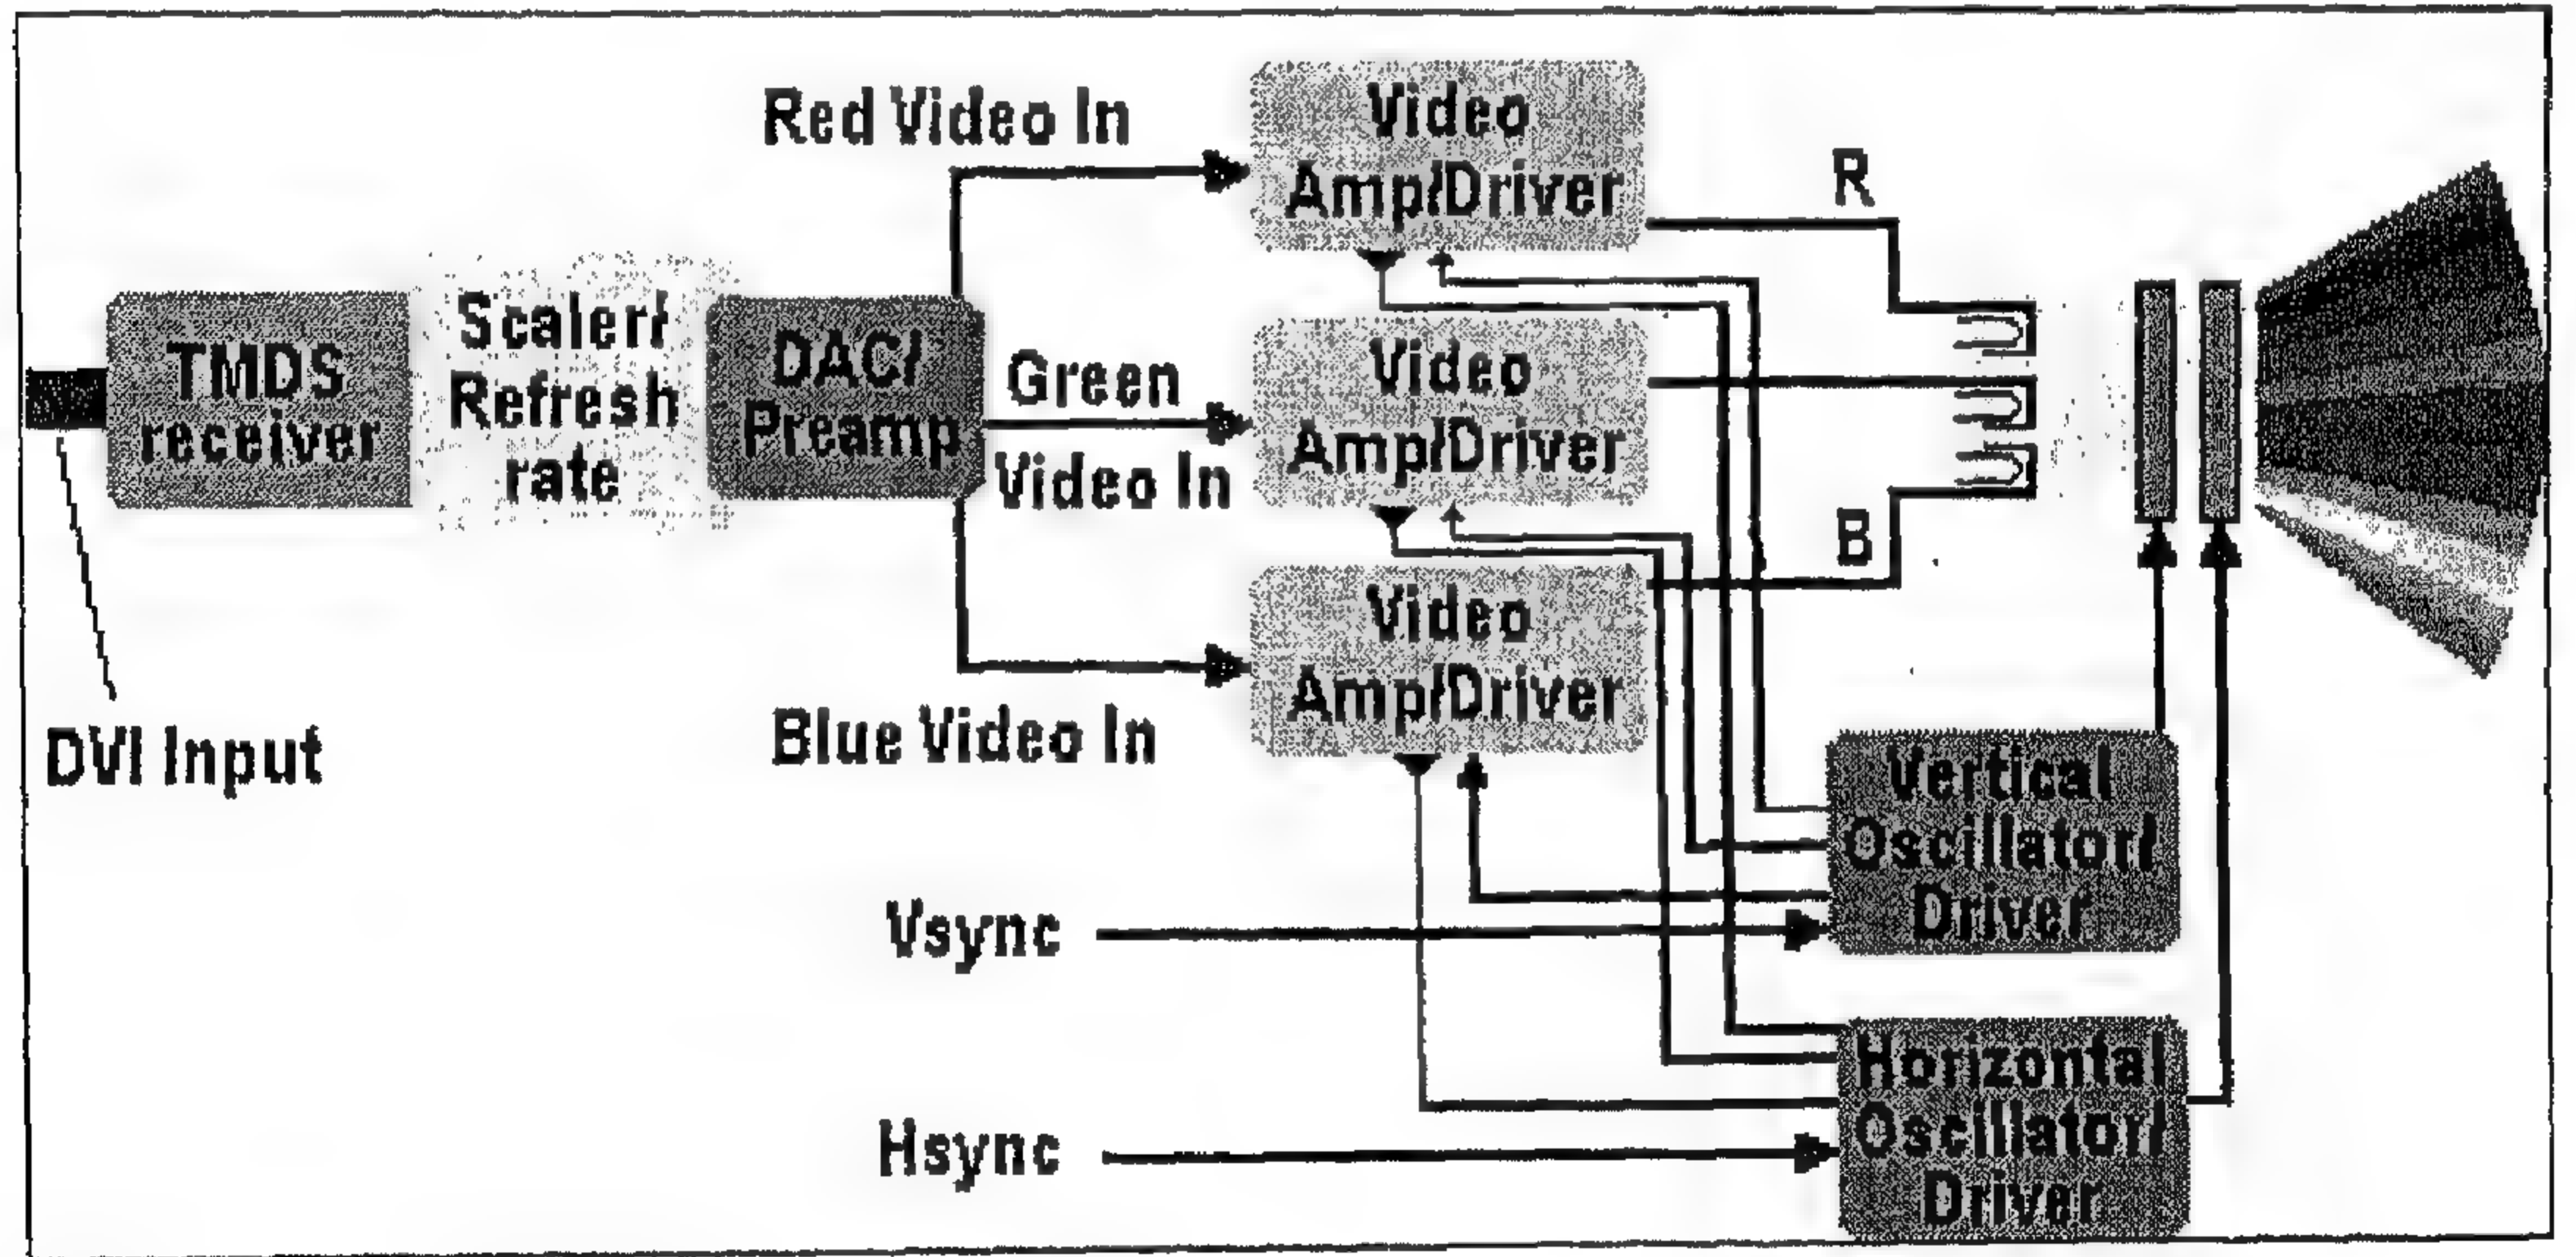 Red Video In
Video
Amp/Driver
R
TMDS
receiver
Scaler/
Refresh
rate
DAC/
Preamp
Green
Video In
Video
Amp/Driver
B
DVI Input
Blue Video In
Video
Amp/Driver
Vertical
Oscillator/
Driver
Vsync
Horizontal
Oscillator/
Driver
Hsync